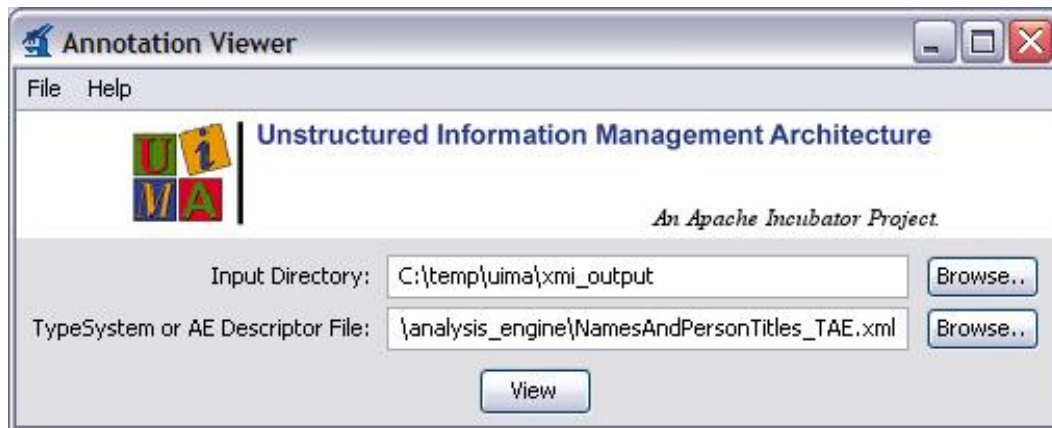 Annotation Viewer
File Help
UiMA
Unstructured Information Management Architecture
An Apache Incubator Project.
Input Directory: C:\temp\uima\xmi_output Browse..
TypeSystem or AE Descriptor File: \analysis_engine\NamesAndPersonTitles_TAE.xml Browse..
View